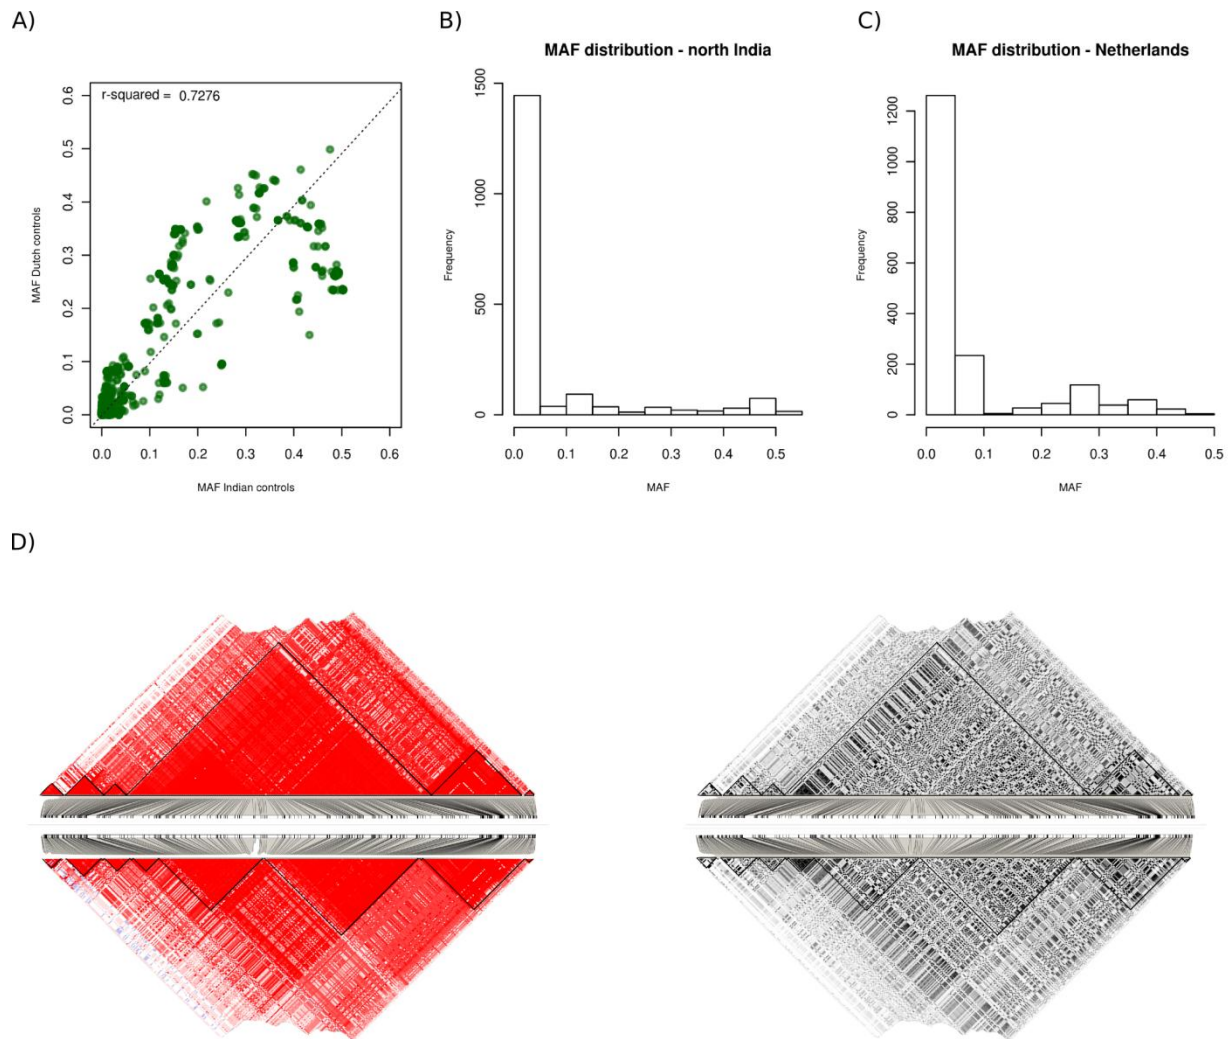 A)
r-squared = 0.7276
MAF Dutch controls
0.6
0.5
0.4
0.3
0.2
0.1
0.0
0.0 0.1 0.2 0.3 0.4 0.5 0.6
MAF Indian controls
B)
MAF distribution - north India
Frequency
1500
1000
500
0
0.0 0.1 0.2 0.3 0.4 0.5
MAF
C)
MAF distribution - Netherlands
Frequency
1200
1000
800
600
400
200
0
0.0 0.1 0.2 0.3 0.4 0.5
MAF
D)